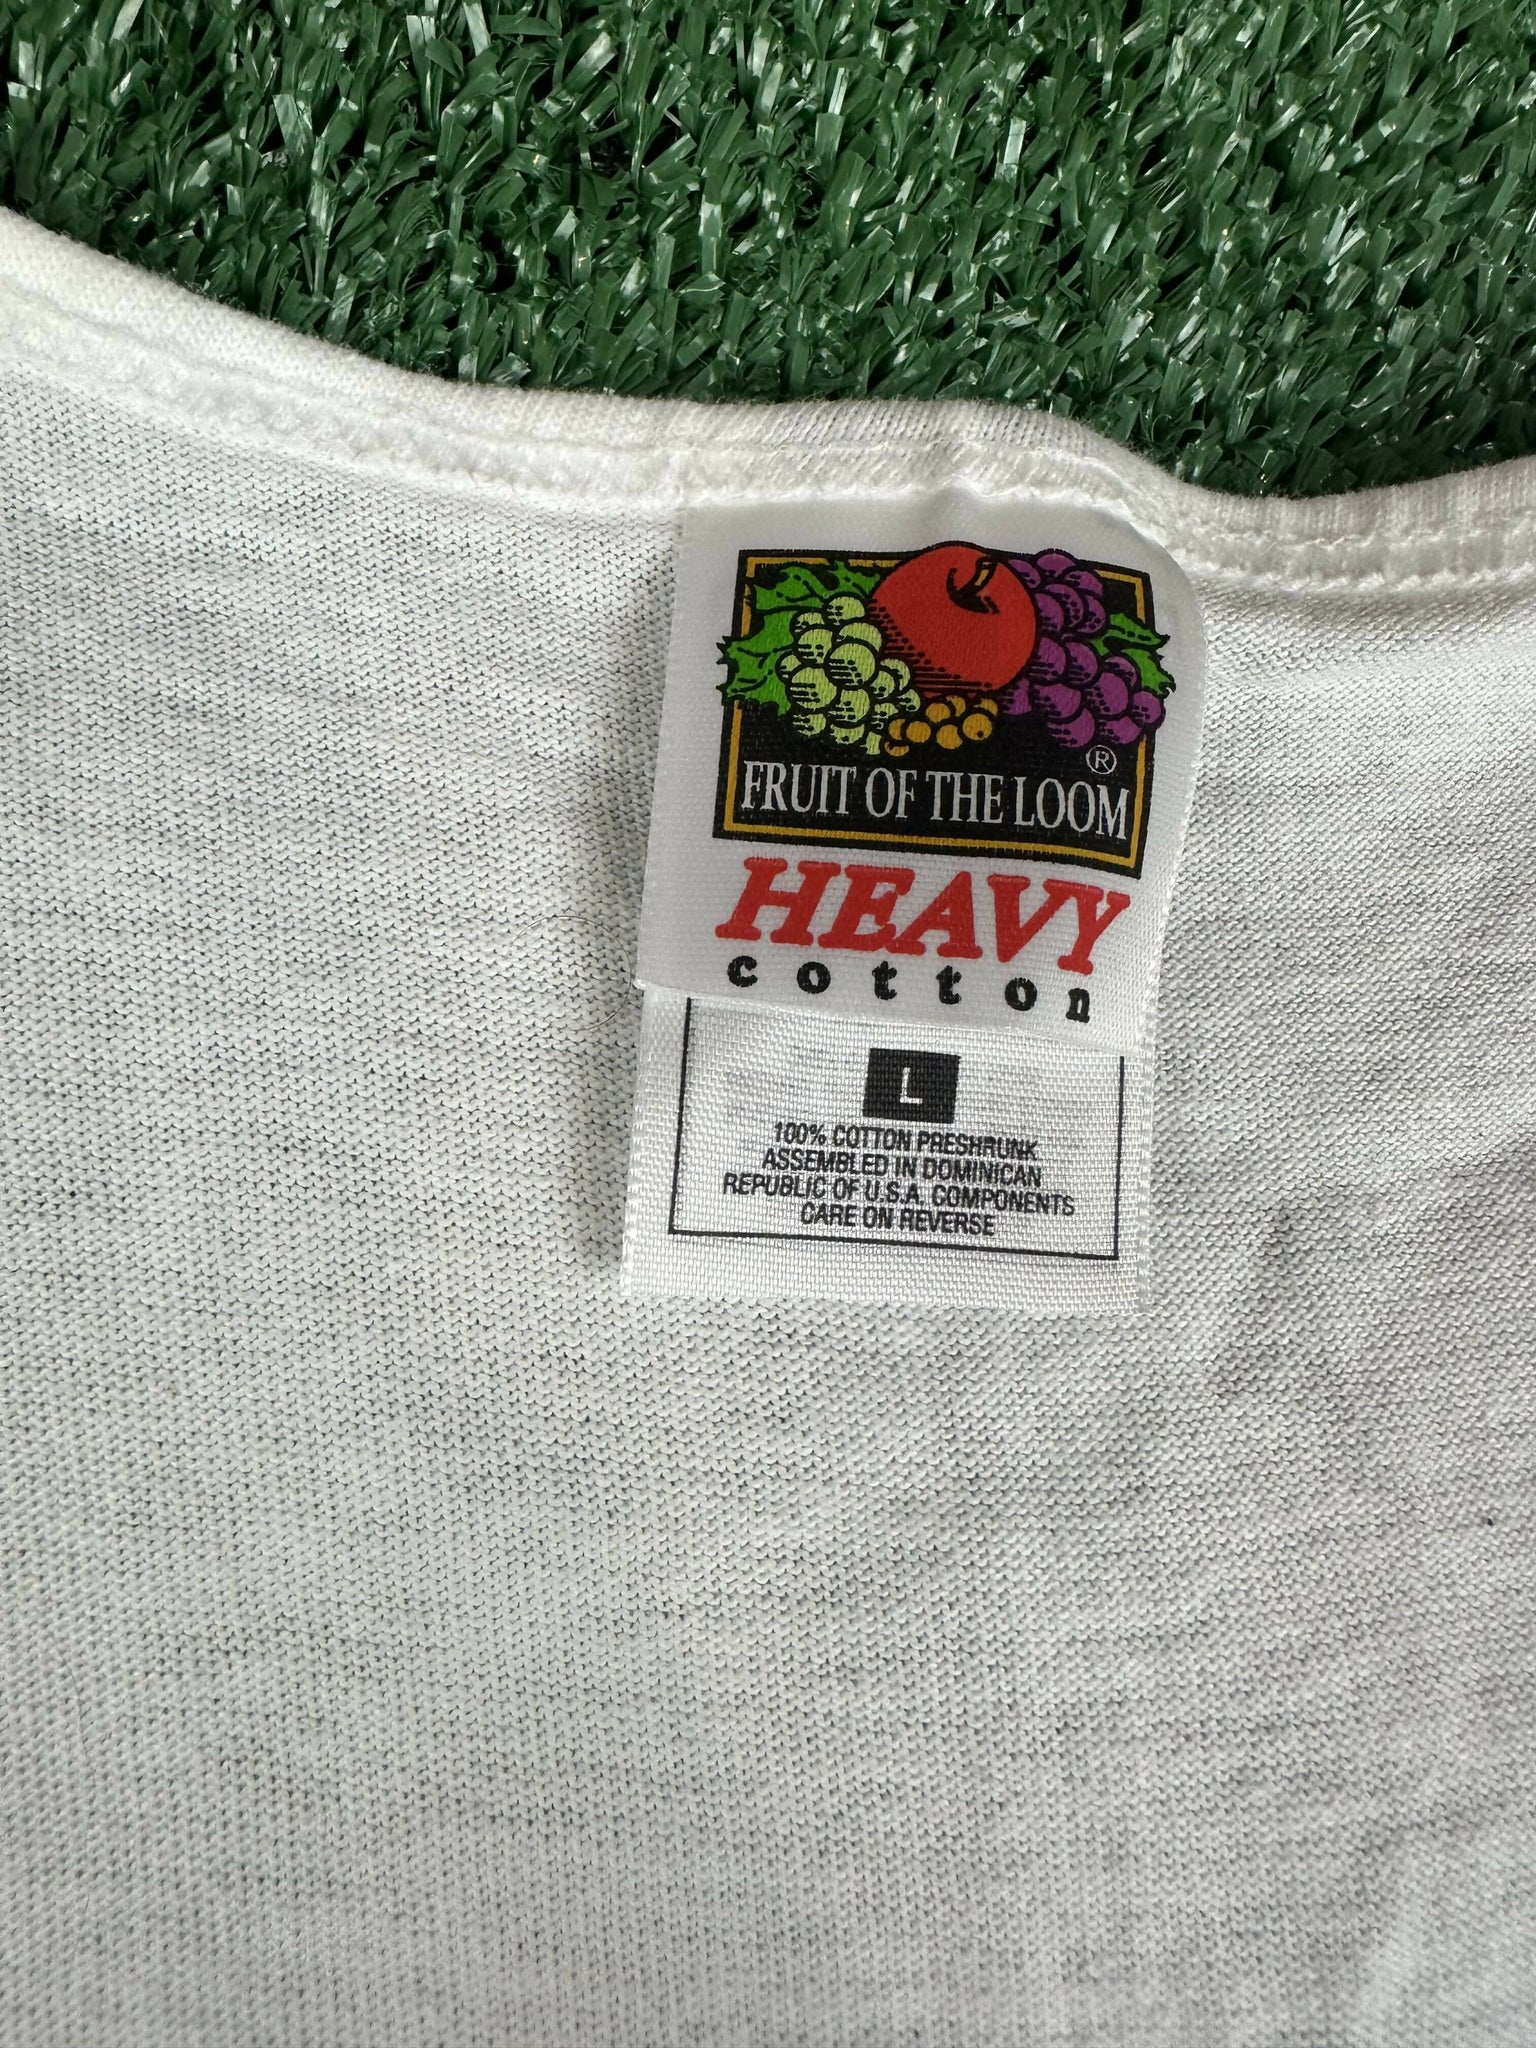 ®
FRUIT OF THE LOOM
HEAVY
cotton
L
100% COTTON PRESHRUNK
ASSEMBLED IN DOMINICAN
REPUBLIC OF U.S.A. COMPONENTS
CARE ON REVERSE